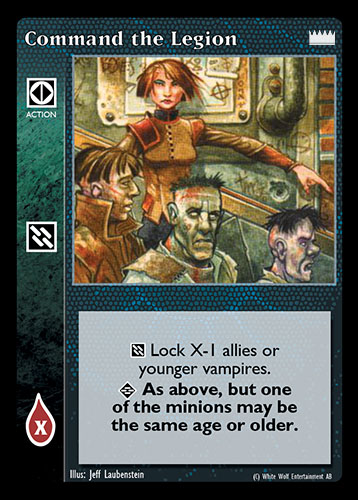 Command the Legion
ACTION
Lock X-1 allies or
younger vampires.
As above, but one
of the minions may be
the same age or older.
X
Illus: Jeff Laubenstein
(C) White Wolf Entertainment AB